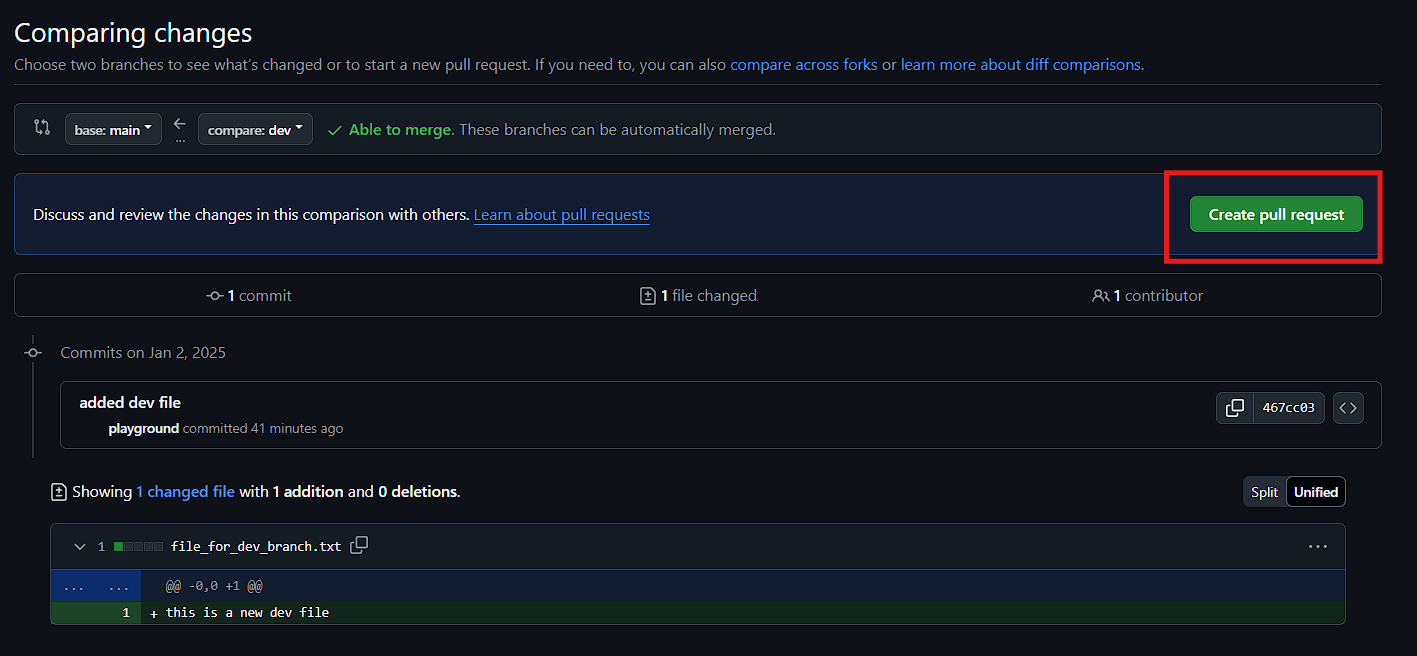 Comparing changes
Choose two branches to see what's changed or to start a new pull request. If you need to, you can also compare across forks or learn more about diff comparisons.
base: main ← ... compare: dev ✓ Able to merge. These branches can be automatically merged.
Discuss and review the changes in this comparison with others. Learn about pull requests Create pull request
1 commit 1 file changed 1 contributor
Commits on Jan 2, 2025
added dev file
467cc03 <>
playground committed 41 minutes ago
Showing 1 changed file with 1 addition and 0 deletions. Split Unified
1 file_for_dev_branch.txt ...
... ... @@ -0,0 +1 @@
1 + this is a new dev file